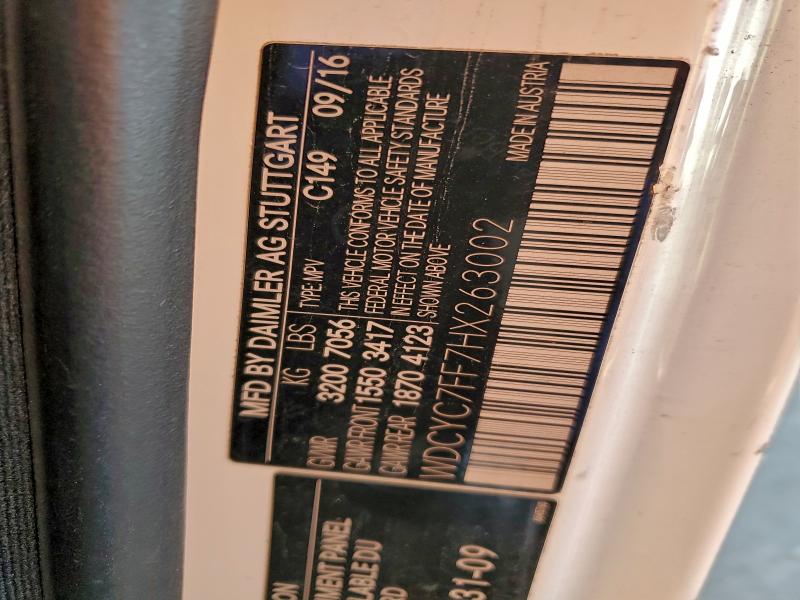 MFD BY DAIMLER AG STUTTGART
KG LBS TYPE: MPV C149 09/16
GVWR 3200 7056 THIS VEHICLE CONFORMS TO ALL APPLICABLE
GAWR FRONT 1550 3417 FEDERAL MOTOR VEHICLE SAFETY STANDARDS
GAWR REAR 1870 4123 IN EFFECT ON THE DATE OF MANUFACTURE
SHOWN ABOVE
WDCYC7FF7HX263002 MADE IN AUSTRIA
ION
MENT PANEL
LABLE DU
RD
31-09